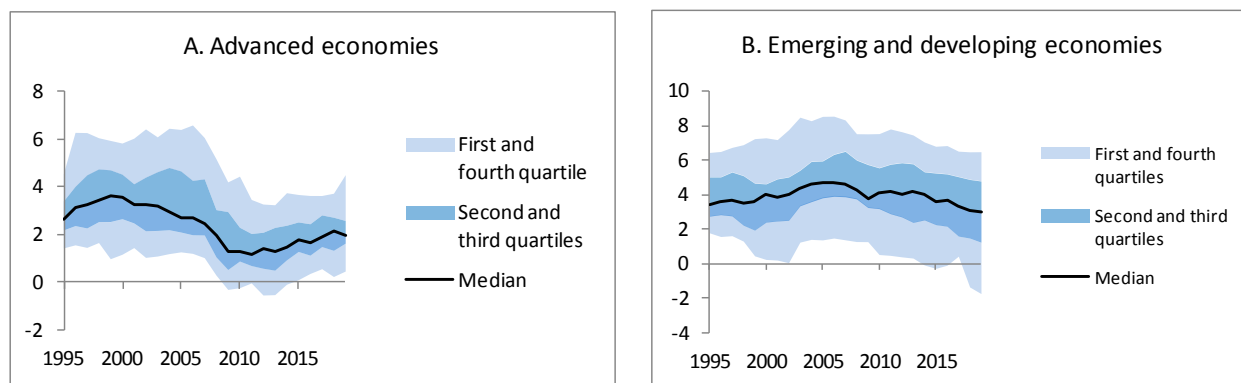 A. Advanced economies
8
6
4
2
0
-2
1995 2000 2005 2010 2015
First and
fourth quartile
Second and
third quartiles
Median
B. Emerging and developing economies
10
8
6
4
2
0
-2
-4
1995 2000 2005 2010 2015
First and fourth
quartiles
Second and third
quartiles
Median